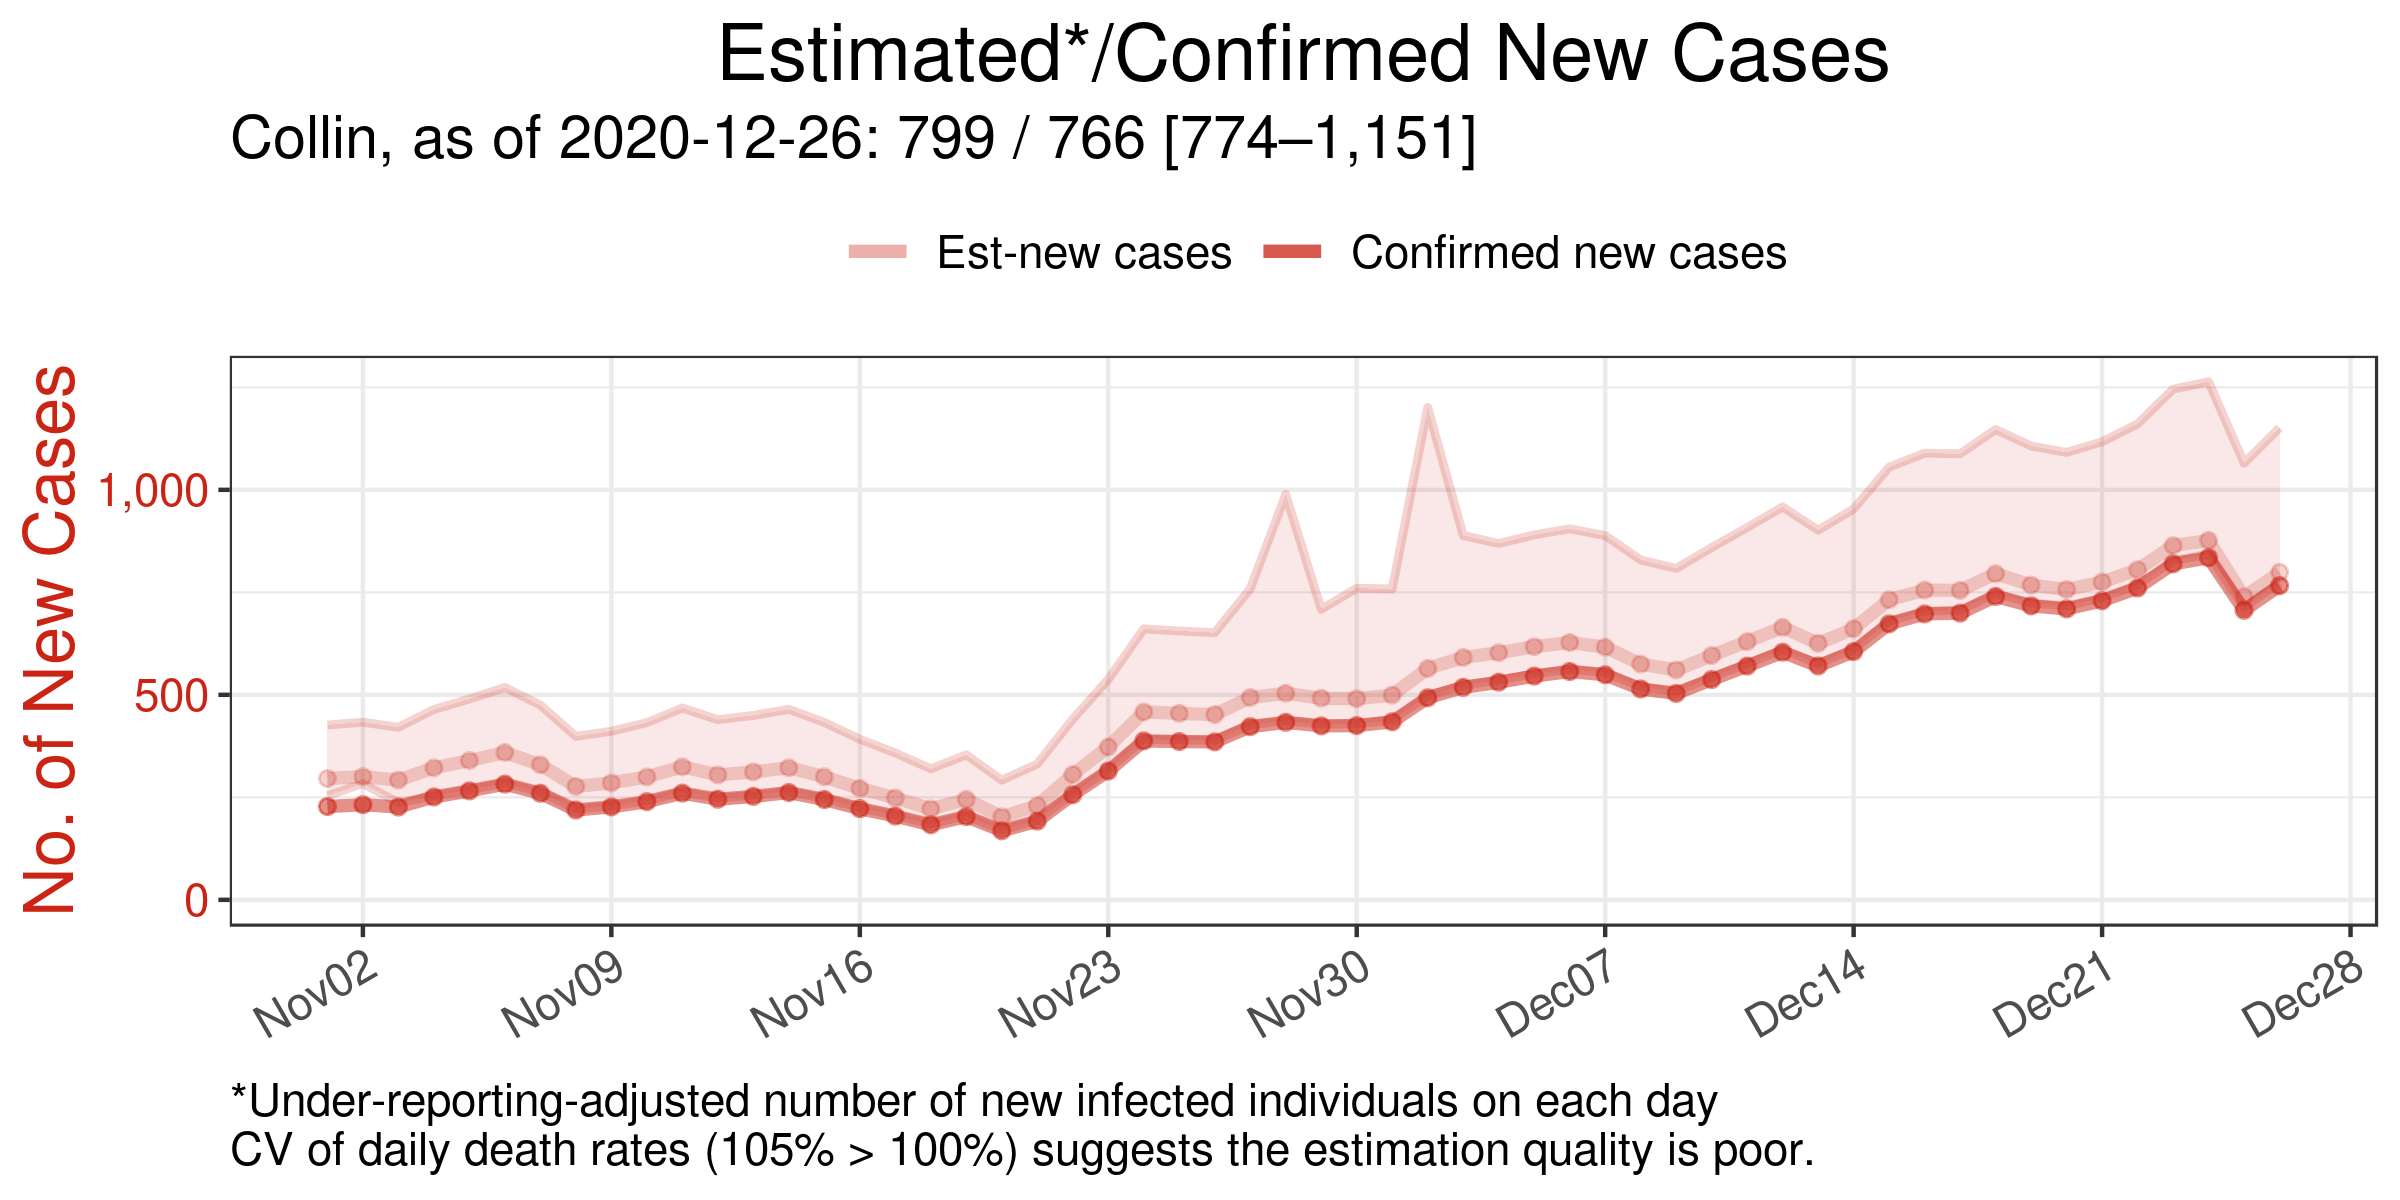 Estimated*/Confirmed New Cases
Collin, as of 2020-12-26: 799 / 766 [774–1,151]
Est-new cases
Confirmed new cases
No. of New Cases
1,000
500
0
Nov02
Nov09
Nov16
Nov23
Nov30
Dec07
Dec14
Dec21
Dec28
*Under-reporting-adjusted number of new infected individuals on each day
CV of daily death rates (105% > 100%) suggests the estimation quality is poor.